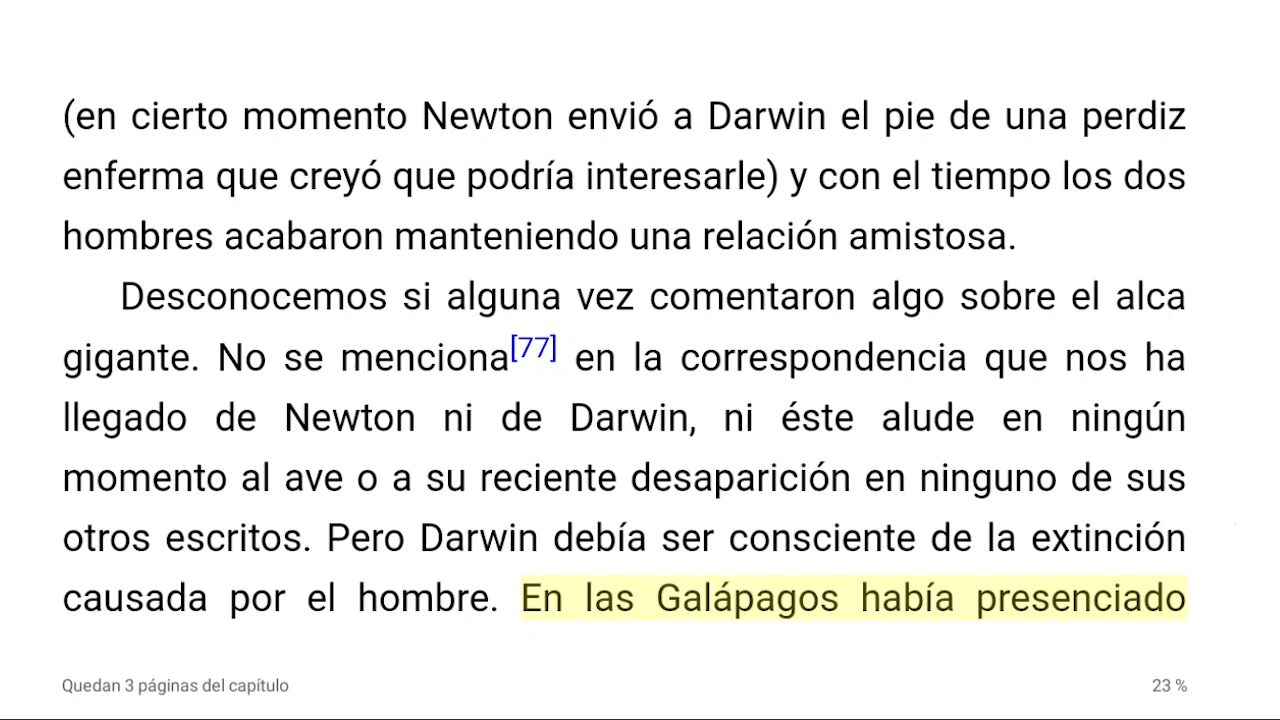 (en cierto momento Newton envió a Darwin el pie de una perdiz
enferma que creyó que podría interesarle) y con el tiempo los dos
hombres acabaron manteniendo una relación amistosa.
Desconocemos si alguna vez comentaron algo sobre el alca
gigante. No se menciona[77] en la correspondencia que nos ha
llegado de Newton ni de Darwin, ni éste alude en ningún
momento al ave o a su reciente desaparición en ninguno de sus
otros escritos. Pero Darwin debía ser consciente de la extinción
causada por el hombre. En las Galápagos había presenciado
Quedan 3 páginas del capítulo
23 %